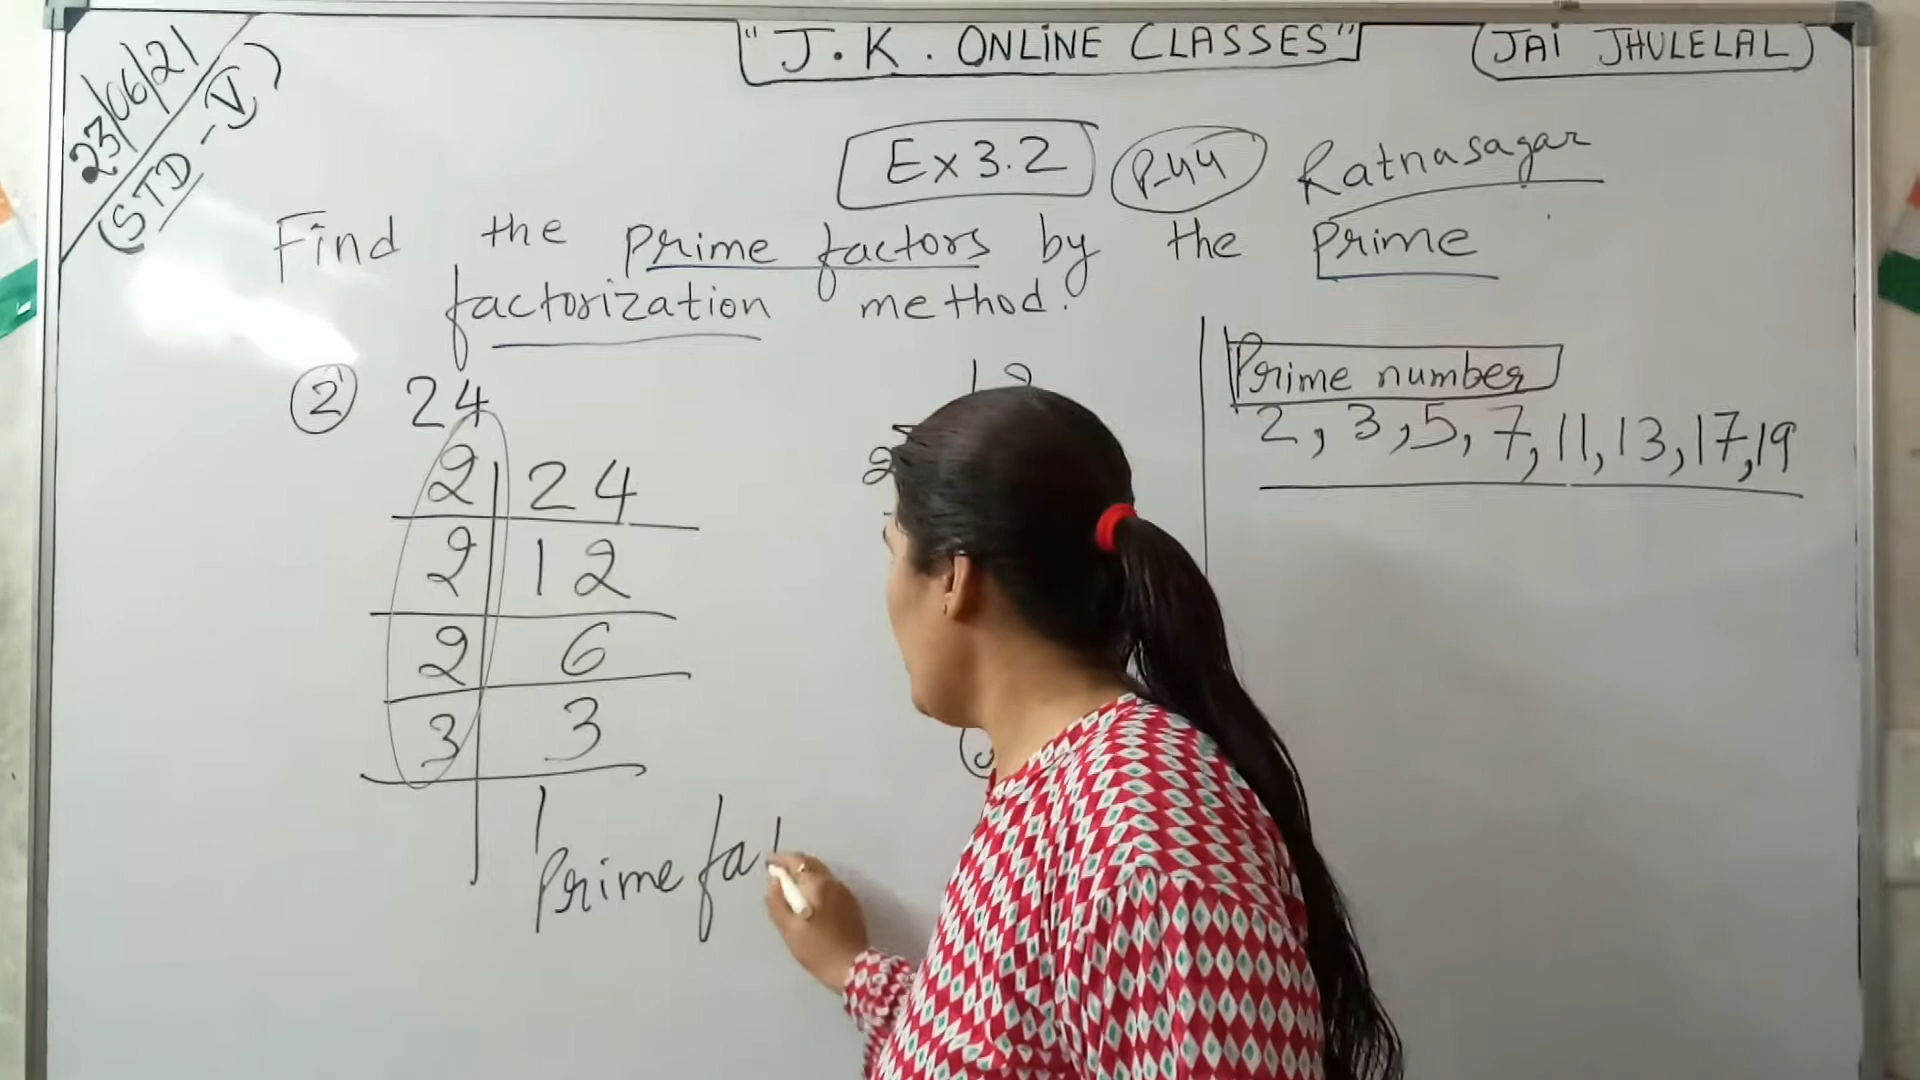 23/06/21
(STD-V)
"J.K. ONLINE CLASSES"
(JAI JHULELAL)
Ex 3.2
P-44
Ratnasagar
Find the prime factors by the prime
factorization method.
② 24
2 24
2 12
2 6
3 3
1
Prime fa
12
2
Prime number
2, 3, 5, 7, 11, 13, 17, 19